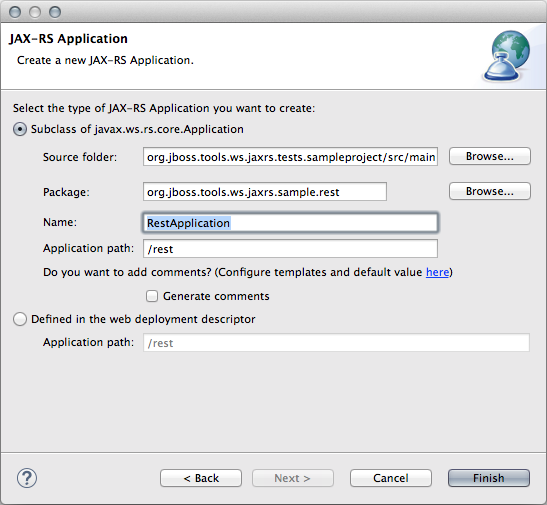 JAX-RS Application
Create a new JAX-RS Application.
Select the type of JAX-RS Application you want to create:
Subclass of javax.ws.rs.core.Application
Source folder: org.jboss.tools.ws.jaxrs.tests.sampleproject/src/main Browse...
Package: org.jboss.tools.ws.jaxrs.sample.rest Browse...
Name: RestApplication
Application path: /rest
Do you want to add comments? (Configure templates and default value here)
Generate comments
Defined in the web deployment descriptor
Application path: /rest
? < Back Next > Cancel Finish